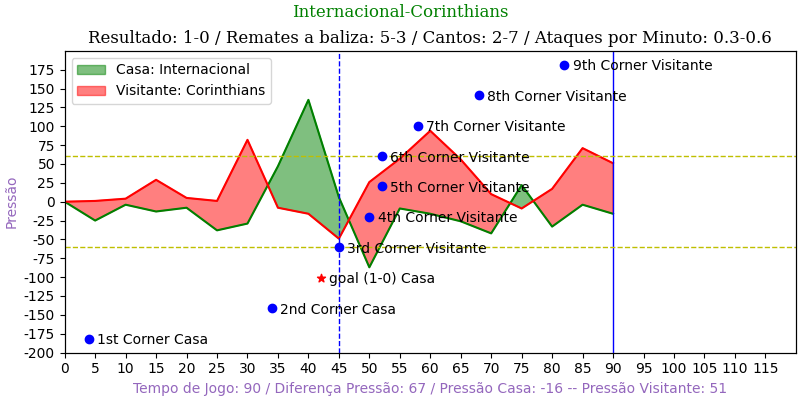 Internacional-Corinthians
Resultado: 1-0 / Remates a baliza: 5-3 / Cantos: 2-7 / Ataques por Minuto: 0.3-0.6
Casa: Internacional
Visitante: Corinthians
Pressão
175
150
125
100
75
50
25
0
-25
-50
-75
-100
-125
-150
-175
-200
9th Corner Visitante
8th Corner Visitante
7th Corner Visitante
6th Corner Visitante
5th Corner Visitante
4th Corner Visitante
3rd Corner Visitante
goal (1-0) Casa
2nd Corner Casa
1st Corner Casa
0 5 10 15 20 25 30 35 40 45 50 55 60 65 70 75 80 85 90 95 100 105 110 115
Tempo de Jogo: 90 / Diferença Pressão: 67 / Pressão Casa: -16 -- Pressão Visitante: 51